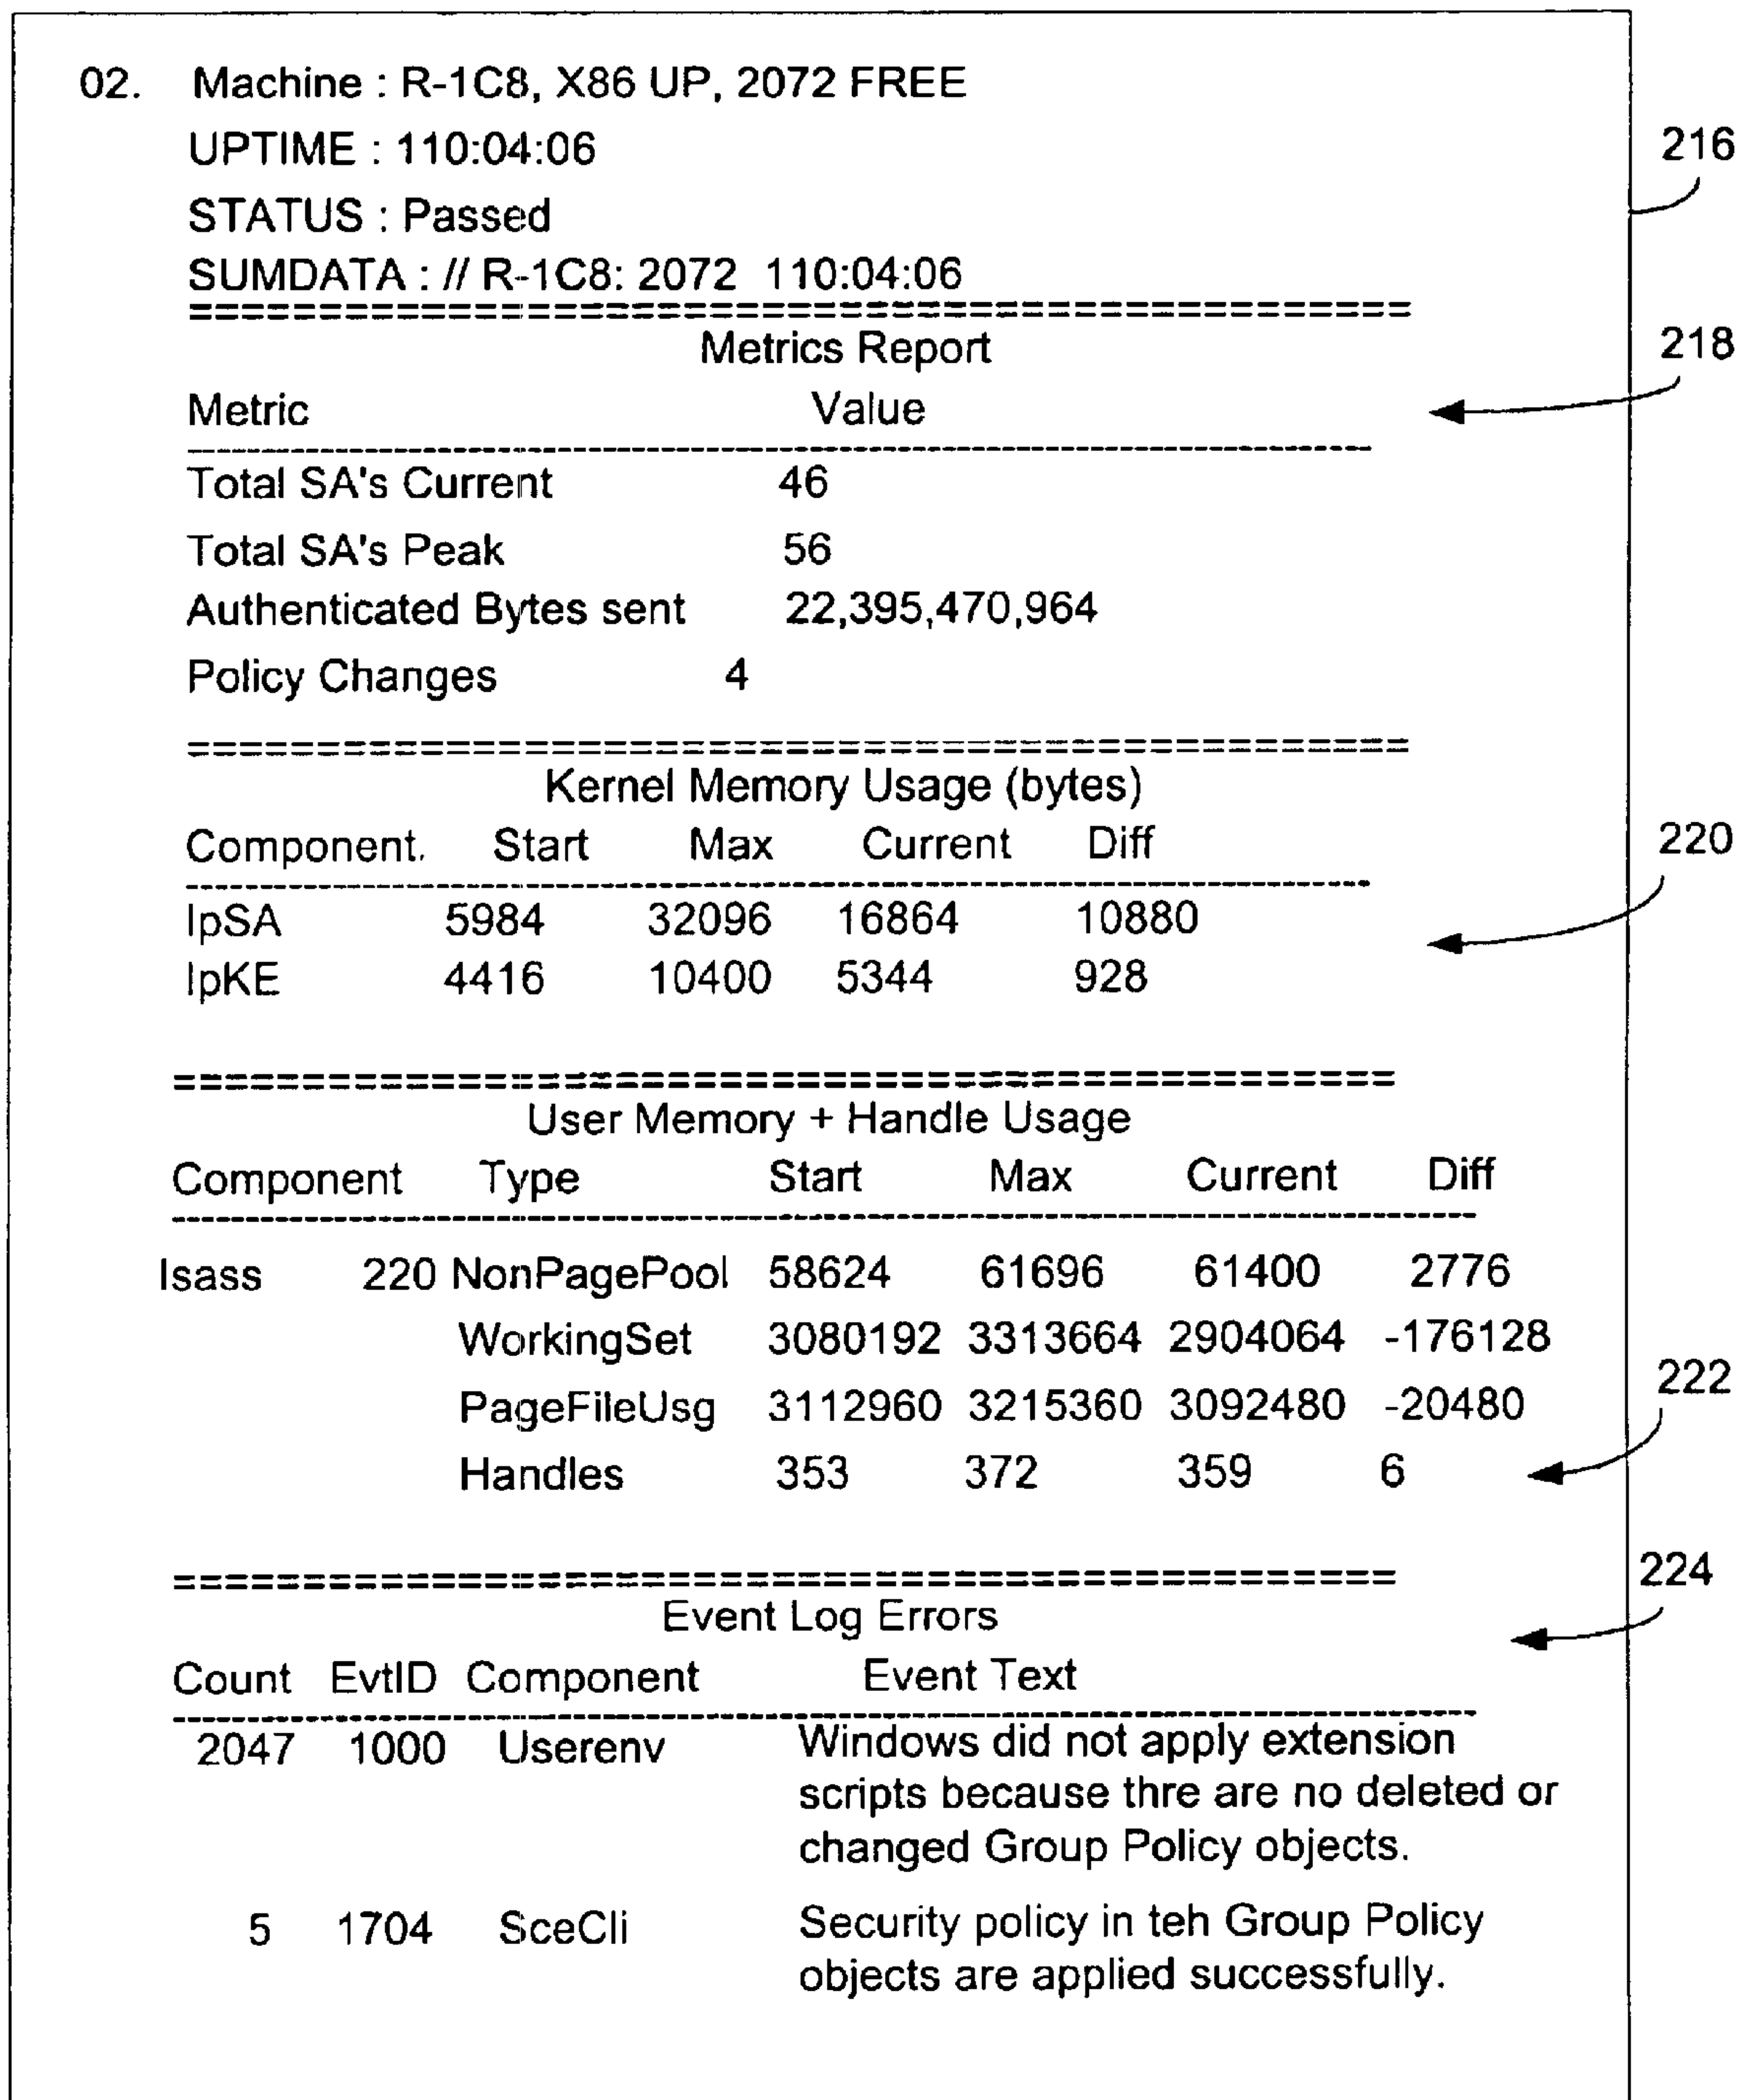 02. Machine : R-1C8, X86 UP, 2072 FREE
UPTIME : 110:04:06
216
STATUS : Passed
SUMDATA : // R-1C8: 2072 110:04:06
===============================================
Metrics Report
218
Metric Value
--------------------------------------------------------------------------------
Total SA's Current 46
Total SA's Peak 56
Authenticated Bytes sent 22,395,470,964
Policy Changes 4
===============================================
Kernel Memory Usage (bytes)
Component. Start Max Current Diff
220
--------------------------------------------------------------------------------
IpSA 5984 32096 16864 10880
IpKE 4416 10400 5344 928
===============================================
User Memory + Handle Usage
Component Type Start Max Current Diff
--------------------------------------------------------------------------------
lsass 220 NonPagePool 58624 61696 61400 2776
WorkingSet 3080192 3313664 2904064 -176128
222
PageFileUsg 3112960 3215360 3092480 -20480
Handles 353 372 359 6
224
===============================================
Event Log Errors
Count EvtID Component Event Text
--------------------------------------------------------------------------------
2047 1000 Userenv Windows did not apply extension
scripts because thre are no deleted or
changed Group Policy objects.
5 1704 SceCli Security policy in teh Group Policy
objects are applied successfully.